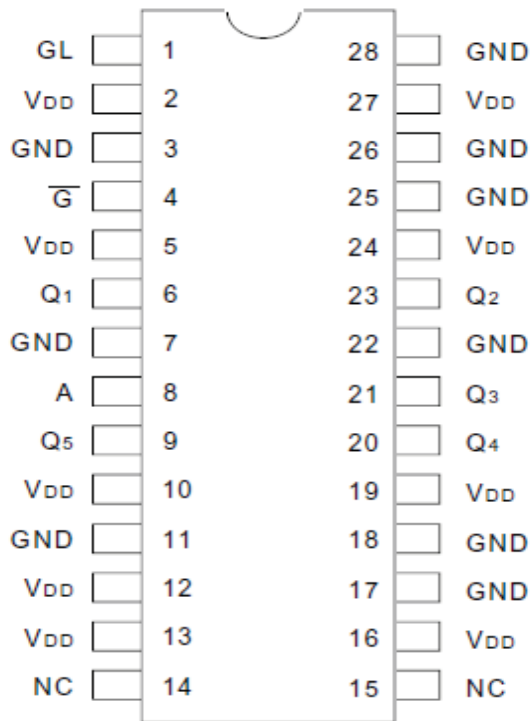 GL 1 28 GND
VDD 2 27 VDD
GND 3 26 GND
G̅ 4 25 GND
VDD 5 24 VDD
Q1 6 23 Q2
GND 7 22 GND
A 8 21 Q3
Q5 9 20 Q4
VDD 10 19 VDD
GND 11 18 GND
VDD 12 17 GND
VDD 13 16 VDD
NC 14 15 NC